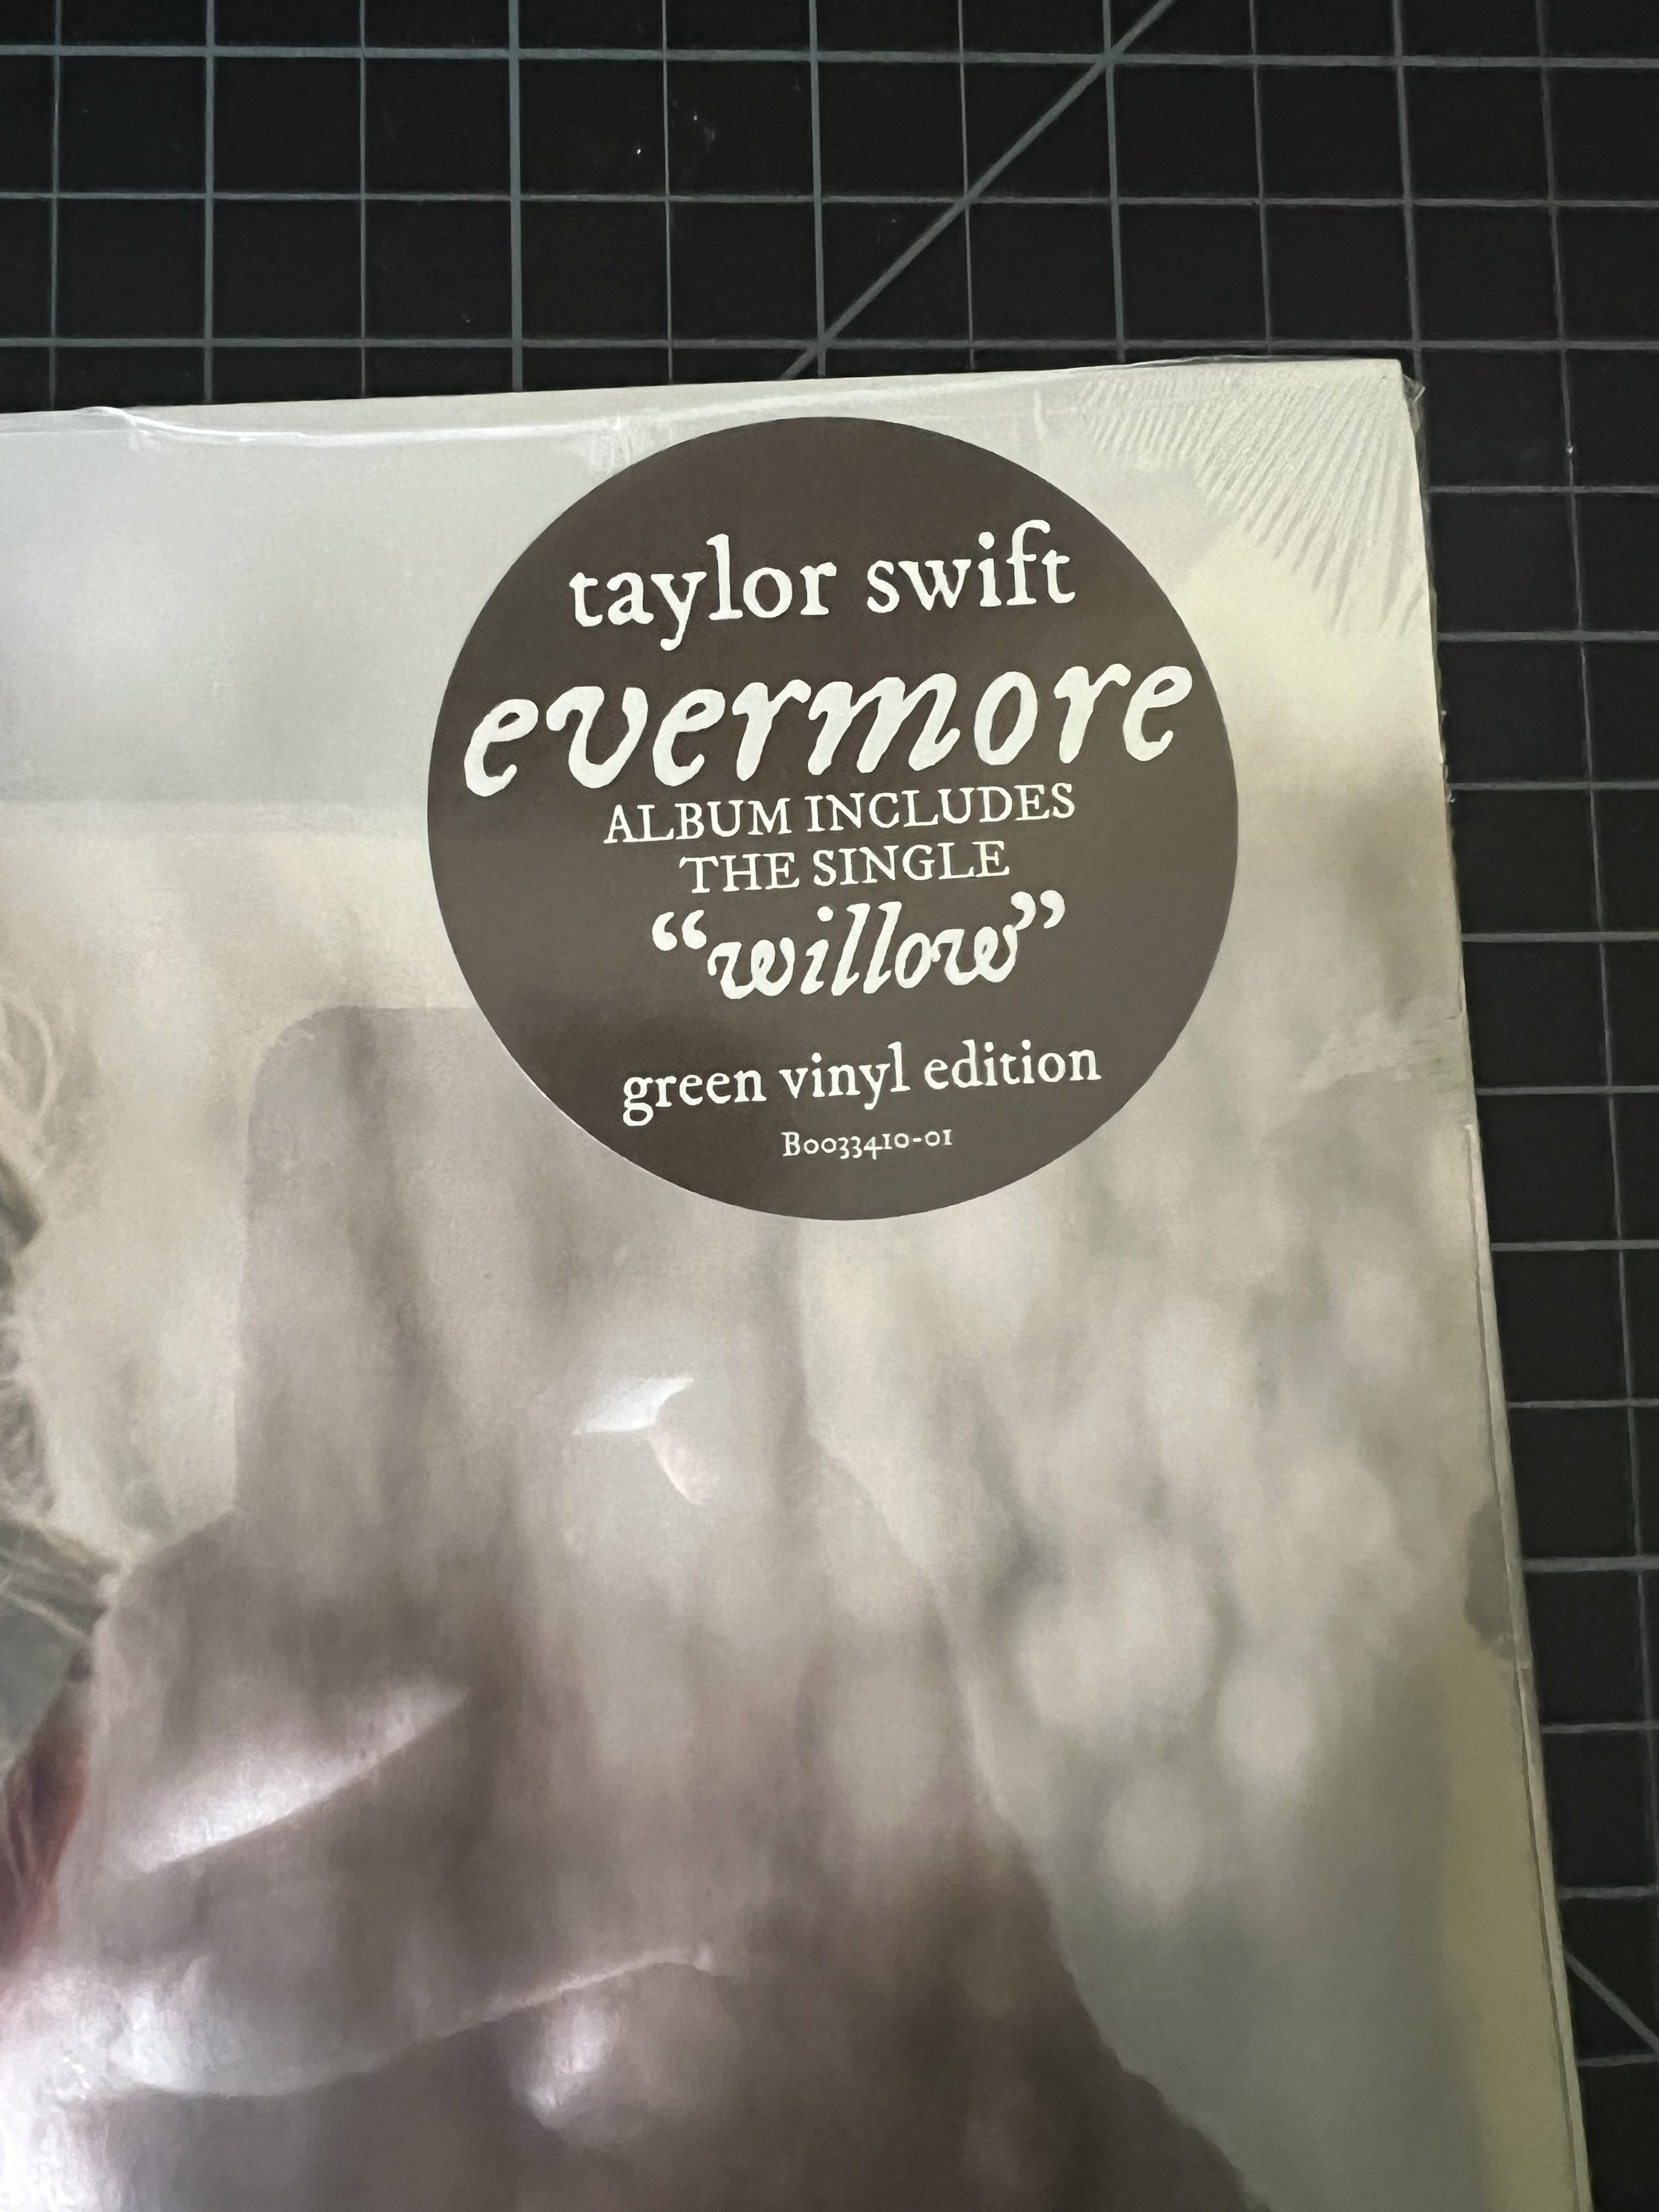 taylor swift
evermore
ALBUM INCLUDES
THE SINGLE
“willow”
green vinyl edition
B0033410-01